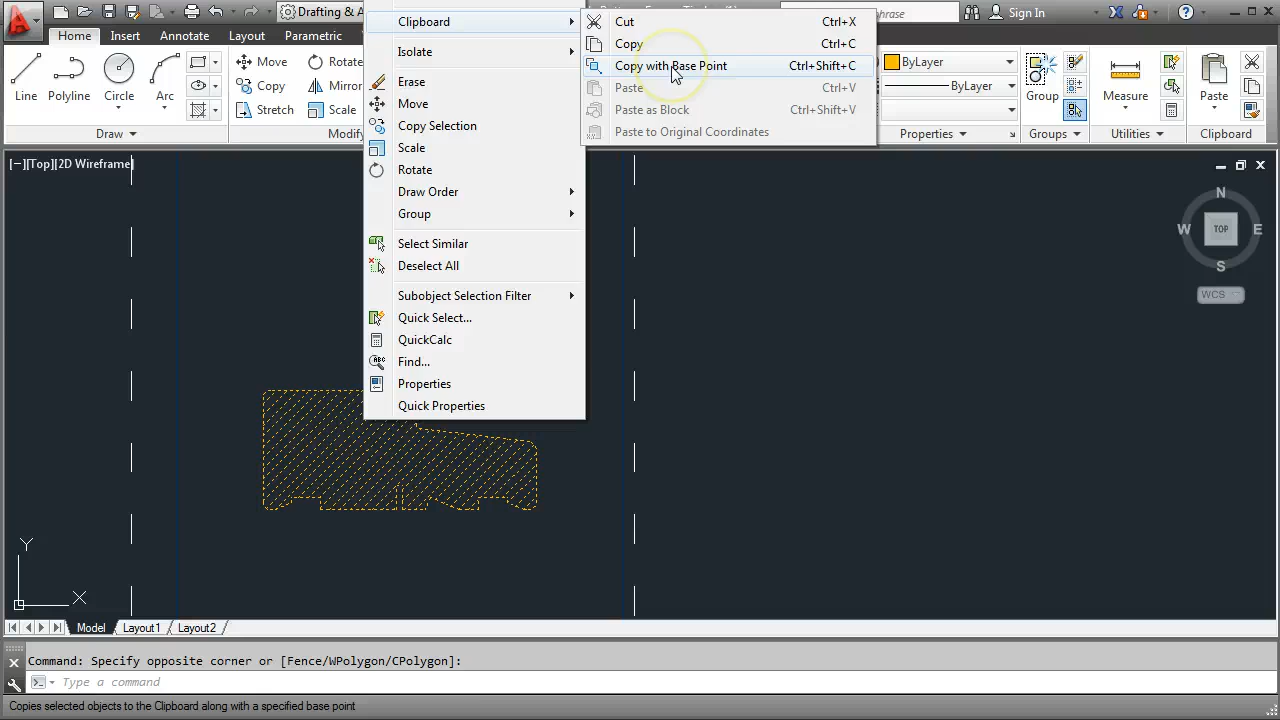 Drafting & A
phrase
Sign In
Home
Insert
Annotate
Layout
Parametric
Line
Polyline
Circle
Arc
Move
Rotate
Copy
Mirror
Stretch
Scale
Draw
Modify
Clipboard
Isolate
Erase
Move
Copy Selection
Scale
Rotate
Draw Order
Group
Select Similar
Deselect All
Subobject Selection Filter
Quick Select...
QuickCalc
Find...
Properties
Quick Properties
Cut Ctrl+X
Copy Ctrl+C
Copy with Base Point Ctrl+Shift+C
Paste Ctrl+V
Paste as Block Ctrl+Shift+V
Paste to Original Coordinates
ByLayer
ByLayer
Properties
Group
Groups
Measure
Utilities
Paste
Clipboard
[−][Top][2D Wireframe]
N
W TOP E
S
WCS
Y
X
Model Layout1 Layout2
Command: Specify opposite corner or [Fence/WPolygon/CPolygon]:
Type a command
Copies selected objects to the Clipboard along with a specified base point